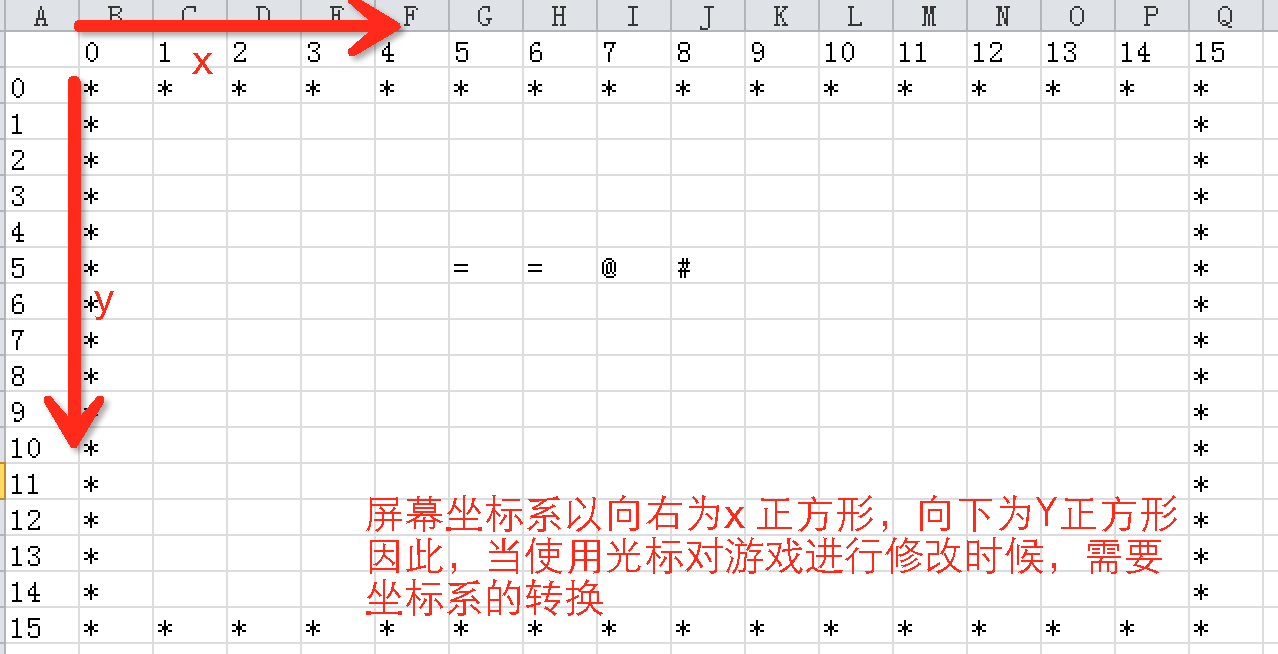 A B C D E F G H I J K L M N O P Q
0 1 2 3 4 5 6 7 8 9 10 11 12 13 14 15
x
0 * * * * * * * * * * * * * * * *
1 * *
2 * *
3 * *
4 * *
5 * = = @ # *
6 * *
y
7 * *
8 * *
9 * *
10 * *
11 * *
12 * *
13 * *
14 * *
15 * * * * * * * * * * * * * * * *
屏幕坐标系以向右为x 正方形，向下为Y正方形
因此，当使用光标对游戏进行修改时候，需要
坐标系的转换